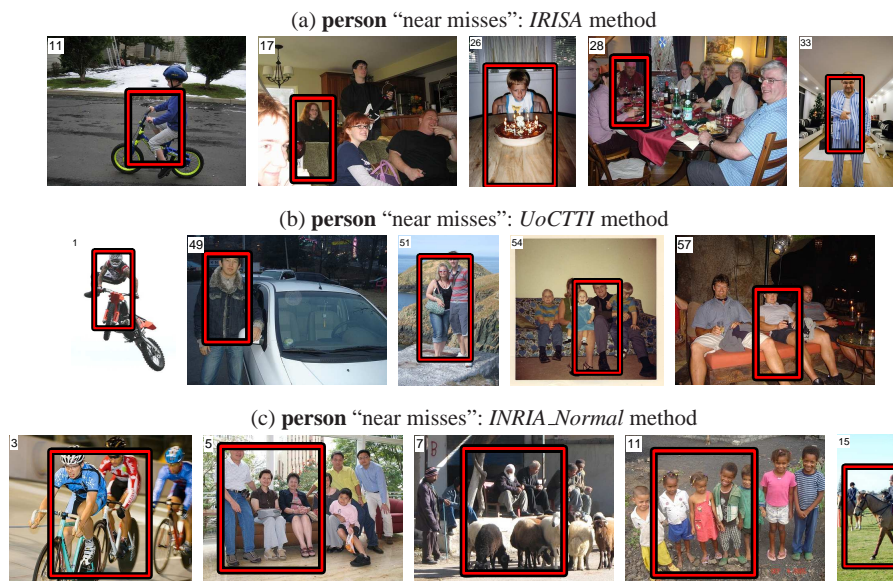 (a) person “near misses”: IRISA method
11 17 26 28 33
(b) person “near misses”: UoCTTI method
1 49 51 54 57
(c) person “near misses”: INRIA_Normal method
3 5 7 11 15